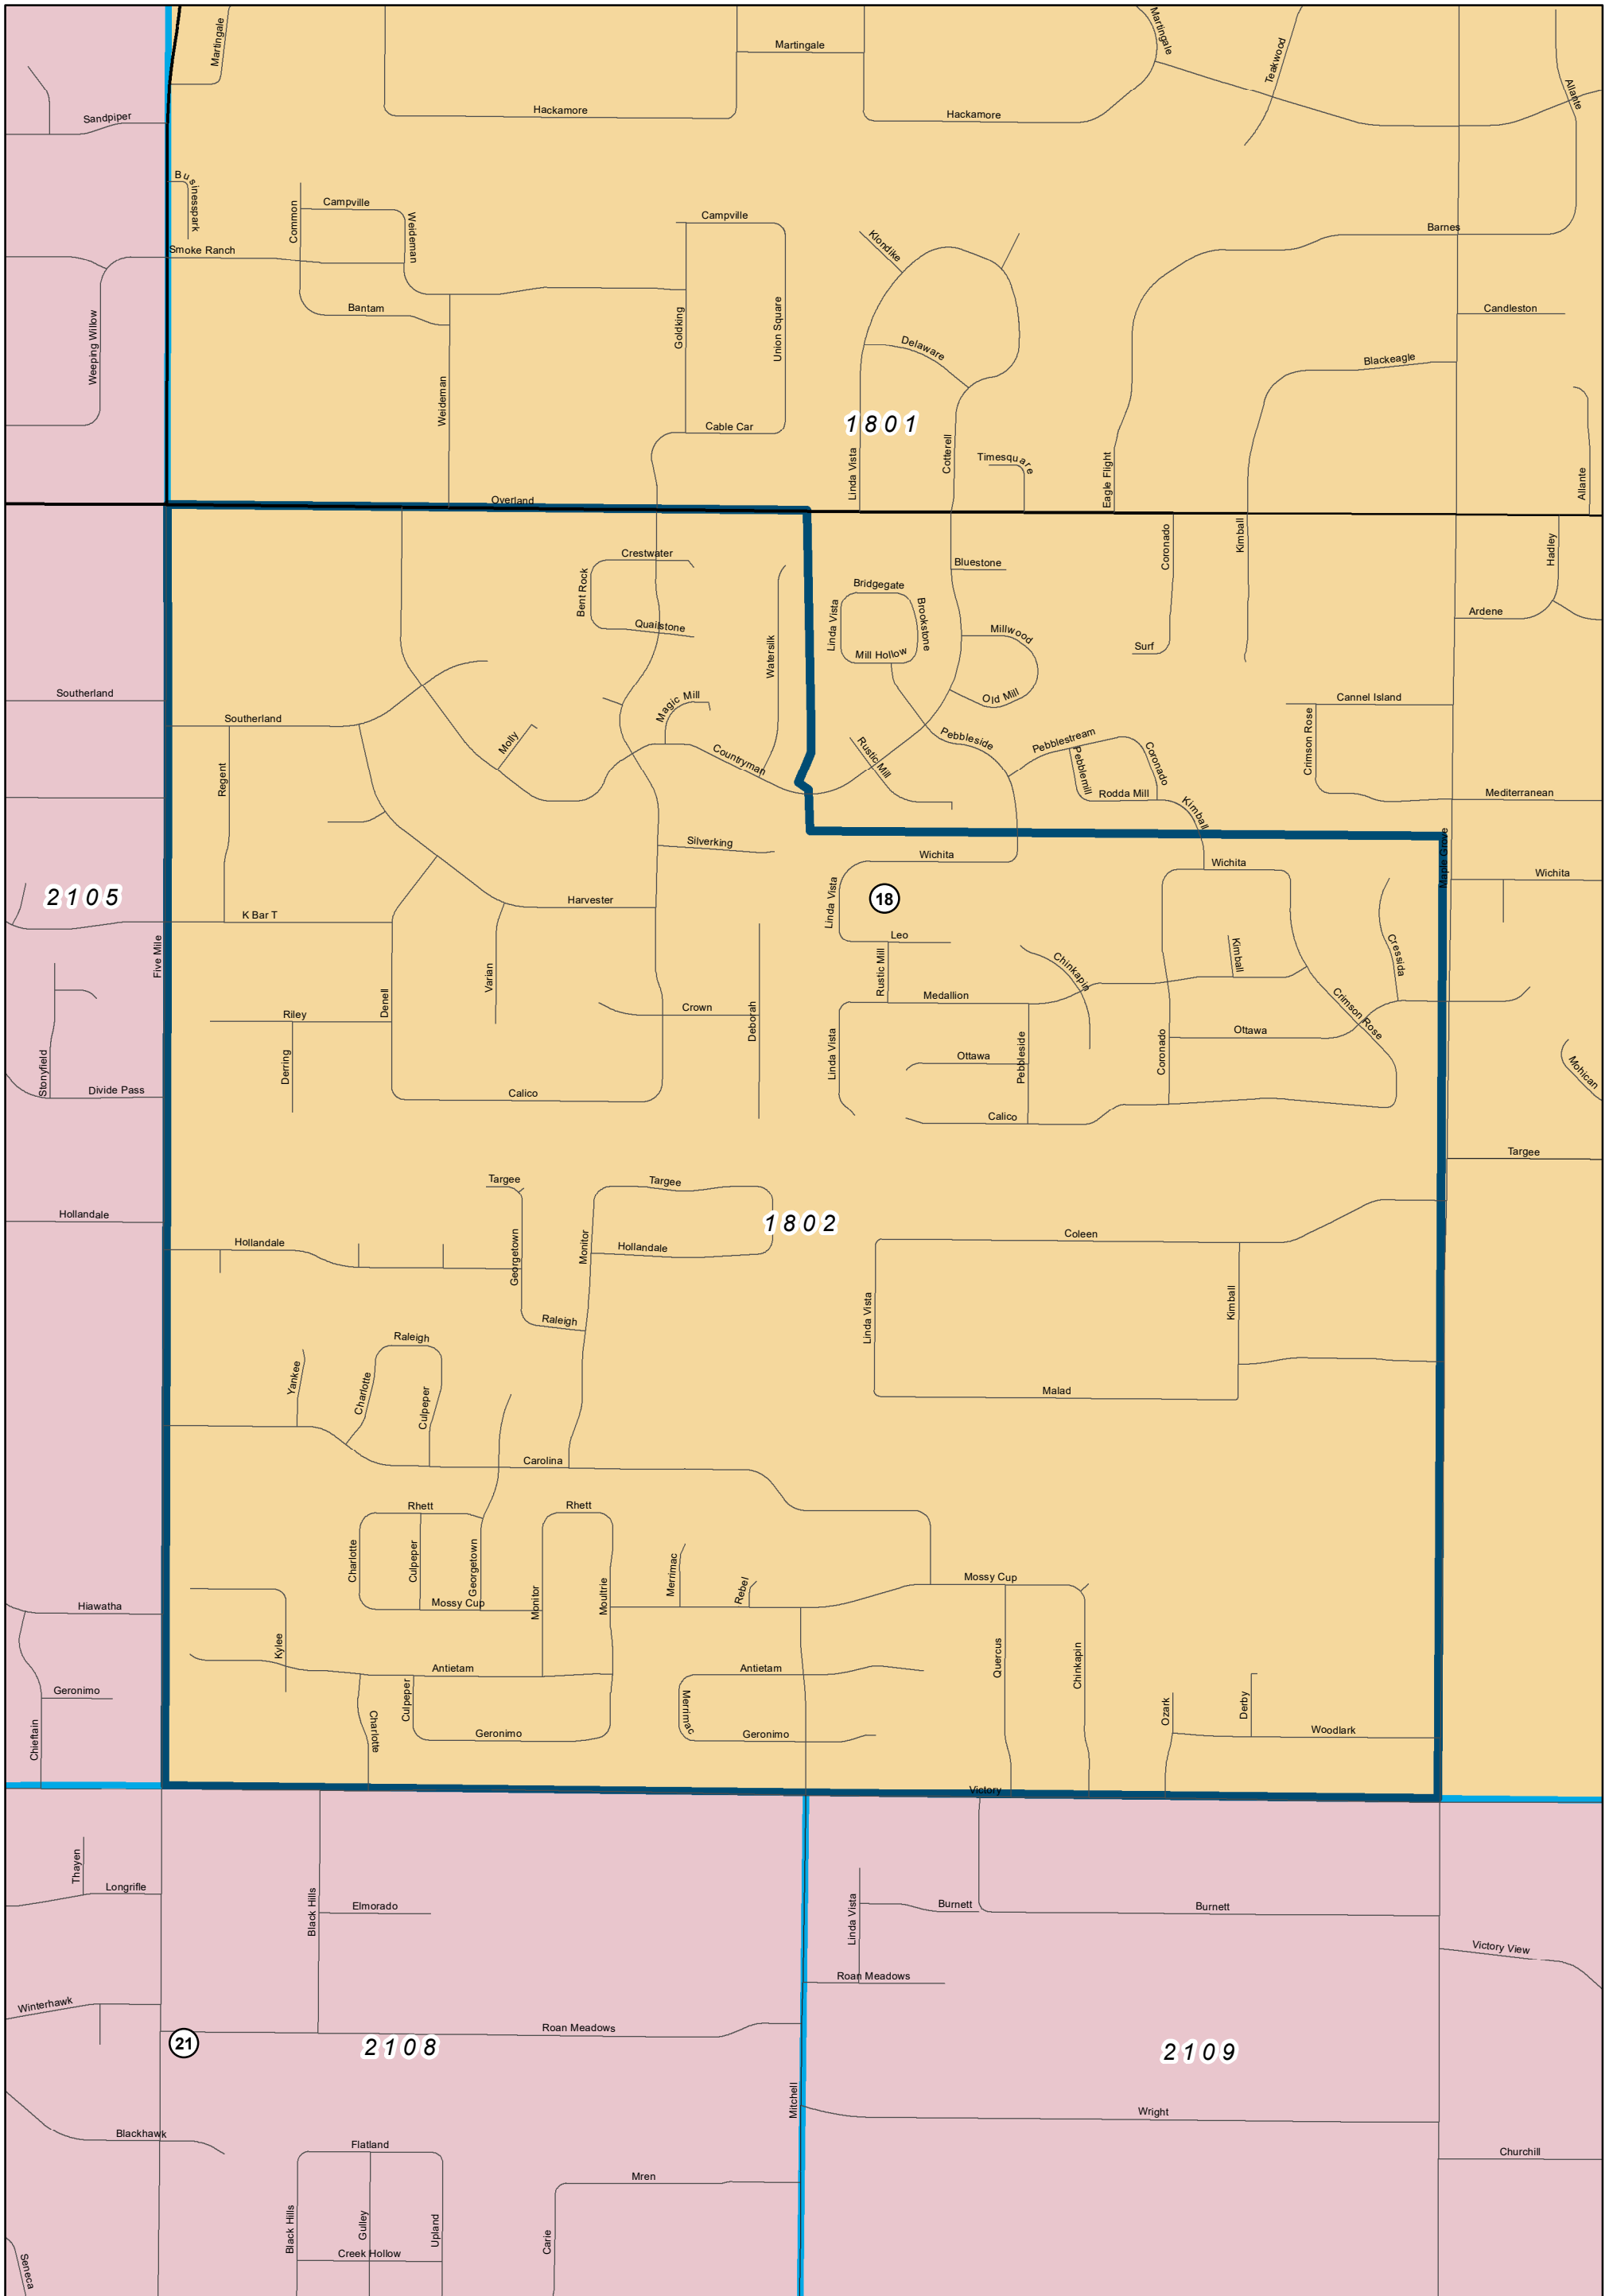 Martingale
Martingale
Martingale
Teakwood
Allante
Hackamore
Hackamore
Sandpiper
Businesspark
Common
Campville
Weideman
Campville
Klondike
Barnes
Smoke Ranch
Bantam
Goldking
Union Square
Candleston
Weeping Willow
Delaware
Blackeagle
Weideman
Cable Car
1801
Linda Vista
Cotterell
Timesquare
Eagle Flight
Allante
Overland
Coronado
Kimball
Hadley
Crestwater
Bluestone
Bent Rock
Bridgegate
Linda Vista
Brookstone
Ardene
Quailstone
Millwood
Watersilk
Mill Hollow
Surf
Southerland
Magic Mill
Old Mill
Cannel Island
Southerland
Molly
Countryman
Pebbleside
Pebblestream
Crimson Rose
Rustic Mill
Pebblemill
Coronado
Regent
Rodda Mill
Mediterranean
Kimball
Silverking
Wichita
Wichita
Maple Grove
Wichita
2105
18
Linda Vista
Harvester
K Bar T
Leo
Five Mile
Kimball
Cressida
Varian
Rustic Mill
Chinkapin
Denell
Medallion
Crimson Rose
Riley
Crown
Deborah
Ottawa
Derring
Linda Vista
Ottawa
Pebbleside
Coronado
Stonyfield
Mohican
Divide Pass
Calico
Calico
Targee
Targee
Targee
Hollandale
1802
Hollandale
Georgetown
Monitor
Hollandale
Coleen
Raleigh
Linda Vista
Kimball
Raleigh
Yankee
Charlotte
Culpeper
Malad
Carolina
Rhett
Rhett
Charlotte
Culpeper
Georgetown
Merrimac
Rebel
Mossy Cup
Hiawatha
Mossy Cup
Monitor
Moultrie
Kylee
Quercus
Chinkapin
Antietam
Antietam
Geronimo
Culpeper
Merrimac
Ozark
Derby
Chieftain
Charlotte
Geronimo
Geronimo
Woodlark
Victory
Thayen
Longrifle
Black Hills
Elmorado
Linda Vista
Burnett
Burnett
Victory View
Roan Meadows
Winterhawk
Roan Meadows
21
2108
2109
Mitchell
Wright
Blackhawk
Flatland
Churchill
Mren
Black Hills
Gulley
Upland
Carie
Creek Hollow
Seneca